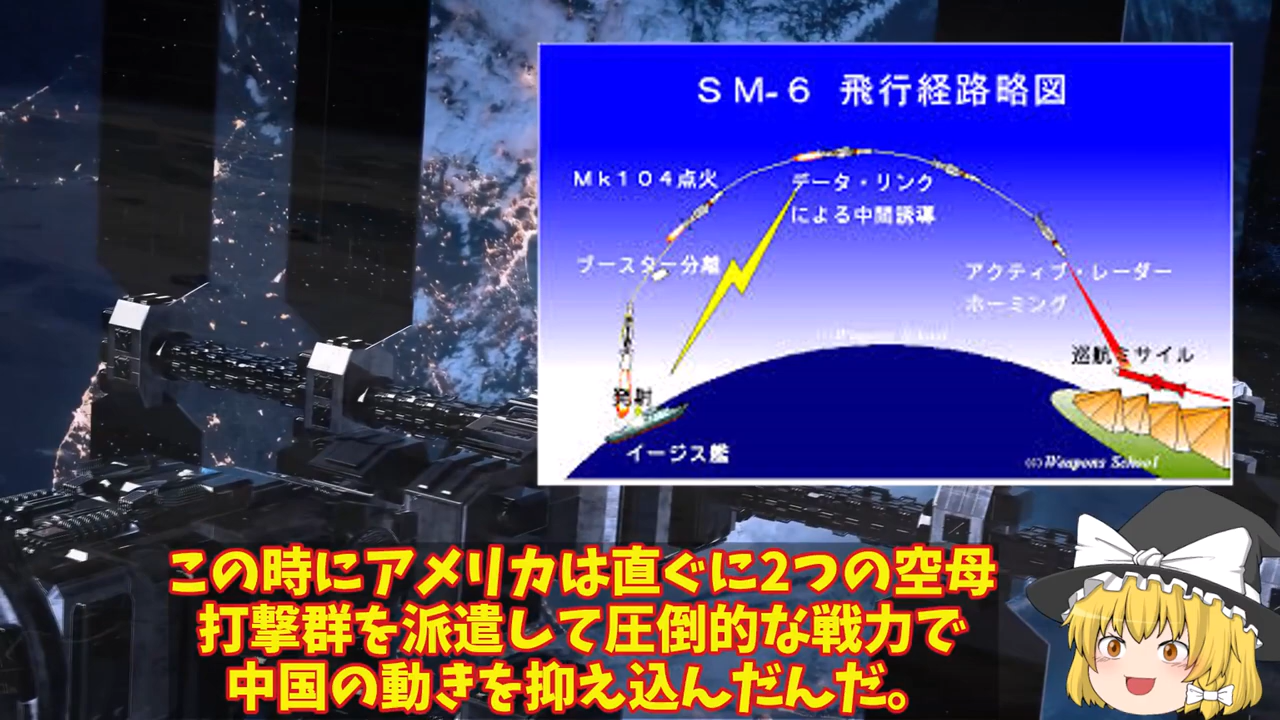 ＳＭ-６ 飛行経路略図
Ｍｋ１０４点火
データ・リンク
による中間誘導
ブースター分離
アクティブ・レーダー
ホーミング
巡航ミサイル
発射
イージス艦
(c)Weapons School
この時にアメリカは直ぐに2つの空母
打撃群を派遣して圧倒的な戦力で
中国の動きを抑え込んだんだ。